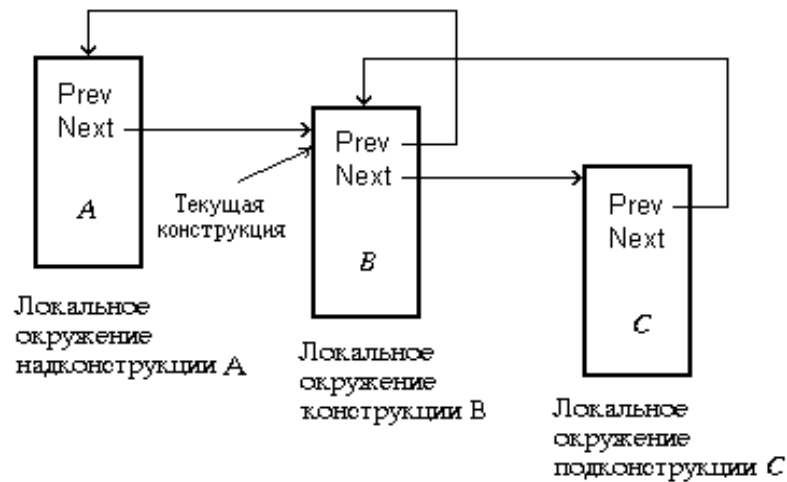 Prev
Next
A
Локальное
окружение
надконструкции А
Текущая
конструкция
Prev
Next
B
Локальное
окружение
конструкции В
Prev
Next
C
Локальное
окружение
подконструкции C